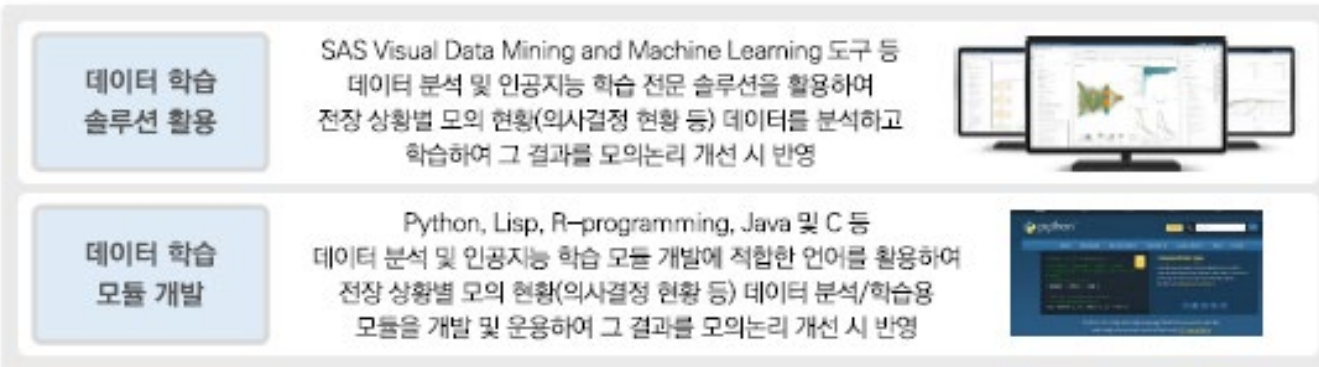 데이터 학습
솔루션 활용
SAS Visual Data Mining and Machine Learning 도구 등
데이터 분석 및 인공지능 학습 전문 솔루션을 활용하여
전장 상황별 모의 현황(의사결정 현황 등) 데이터를 분석하고
학습하여 그 결과를 모의논리 개선 시 반영
데이터 학습
모듈 개발
Python, Lisp, R-programming, Java 및 C 등
데이터 분석 및 인공지능 학습 모듈 개발에 적합한 언어를 활용하여
전장 상황별 모의 현황(의사결정 현황 등) 데이터 분석/학습용
모듈을 개발 및 운용하여 그 결과를 모의논리 개선 시 반영
python